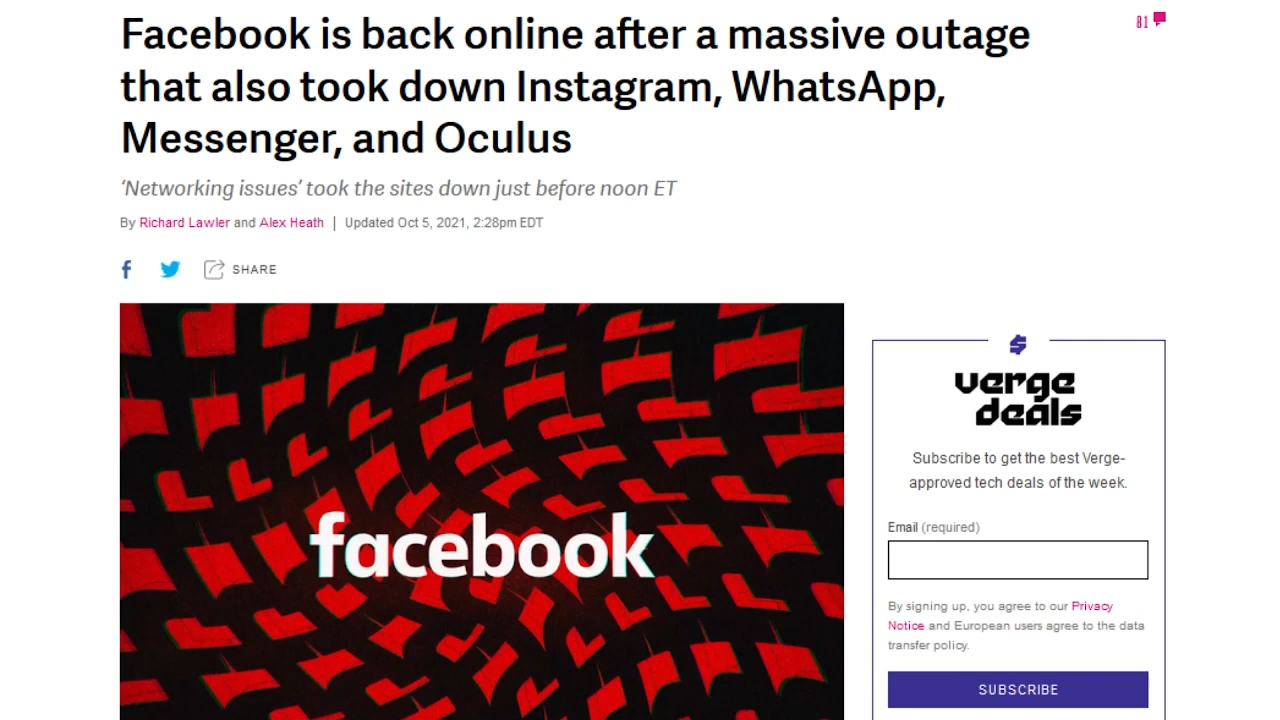 Facebook is back online after a massive outage
that also took down Instagram, WhatsApp,
Messenger, and Oculus
81
‘Networking issues’ took the sites down just before noon ET
By Richard Lawler and Alex Heath | Updated Oct 5, 2021, 2:28pm EDT
SHARE
facebook
verge
deals
Subscribe to get the best Verge-
approved tech deals of the week.
Email (required)
By signing up, you agree to our Privacy
Notice and European users agree to the data
transfer policy.
SUBSCRIBE